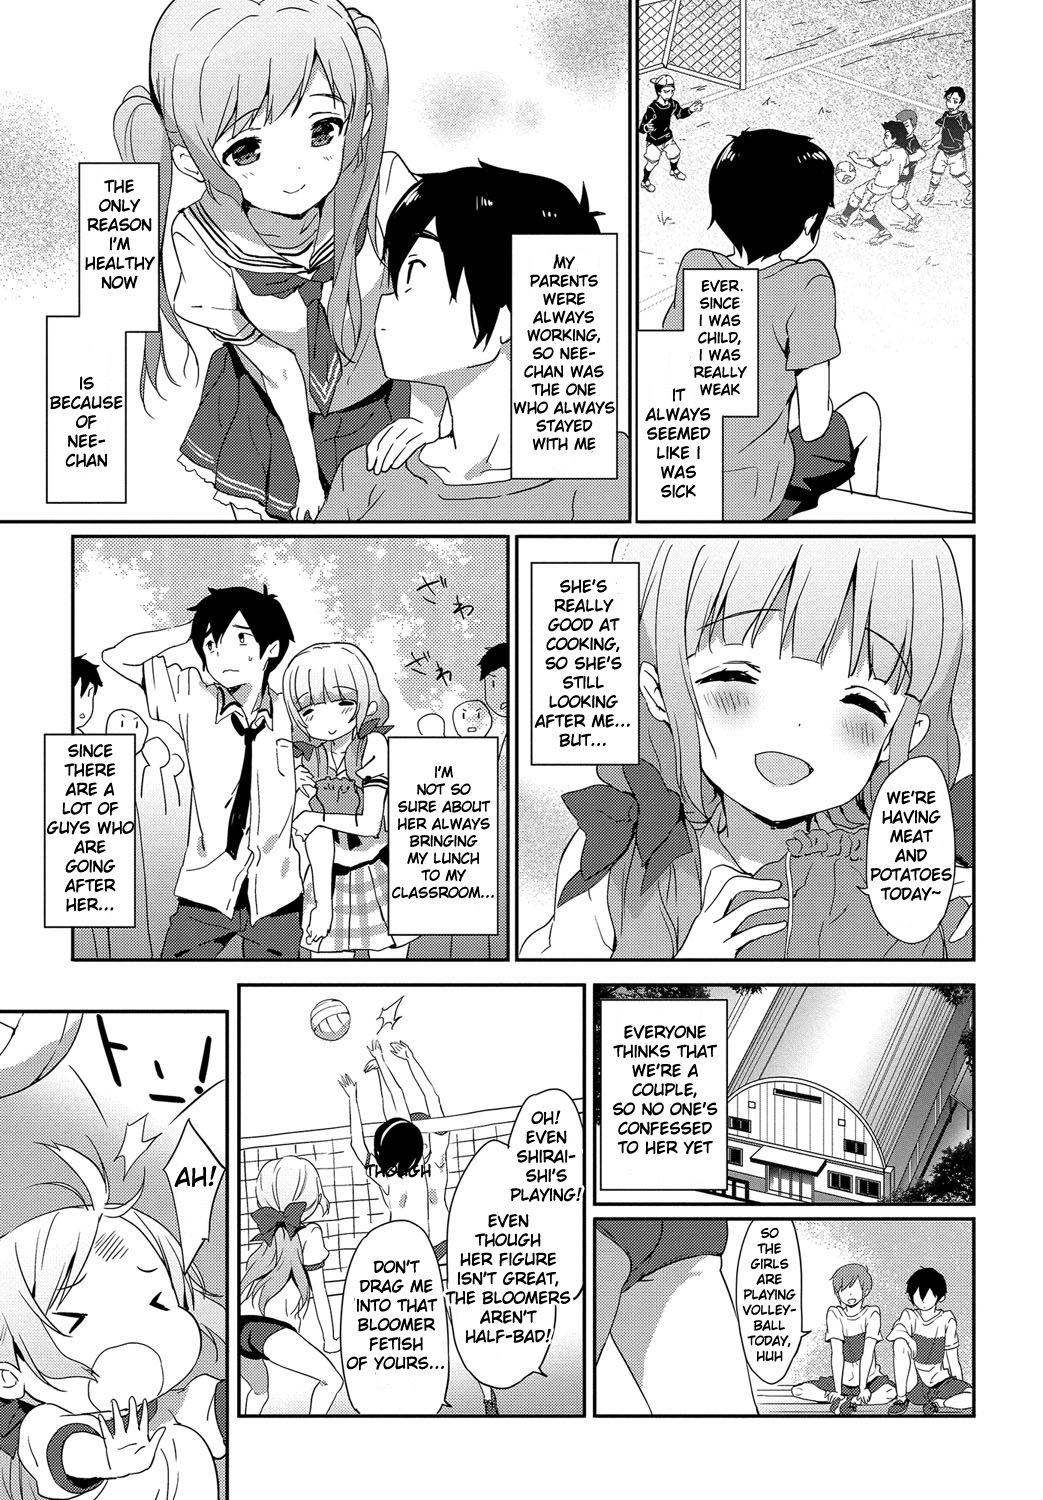 EVER.
SINCE
I WAS
CHILD,
I WAS
REALLY
WEAK
IT
ALWAYS
SEEMED
LIKE I
WAS
SICK
MY
PARENTS
WERE
ALWAYS
WORKING,
SO NEE-
CHAN WAS
THE ONE
WHO ALWAYS
STAYED
WITH ME
THE
ONLY
REASON
I'M
HEALTHY
NOW
IS
BECAUSE
OF
NEE-
CHAN
SHE'S
REALLY
GOOD AT
COOKING,
SO SHE'S
STILL
LOOKING
AFTER ME...
BUT...
WE'RE
HAVING
MEAT
AND
POTATOES
TODAY~
ざわ
ざわ
I'M
NOT SO
SURE ABOUT
HER ALWAYS
BRINGING
MY LUNCH
TO MY
CLASSROOM...
SINCE
THERE
ARE A
LOT OF
GUYS WHO
ARE
GOING
AFTER
HER...
EVERYONE
THINKS THAT
WE'RE A
COUPLE,
SO NO ONE'S
CONFESSED
TO HER YET
SO
THE
GIRLS
ARE
PLAYING
VOLLEY-
BALL
TODAY,
HUH
OH!
EVEN
SHIRAI-
SHI'S
PLAYING!
EVEN
THOUGH
HER FIGURE
ISN'T GREAT,
THE BLOOMERS
AREN'T
HALF-BAD!
THOUGH
DON'T
DRAG ME
INTO THAT
BLOOMER
FETISH
OF YOURS...
トッ!
AH!